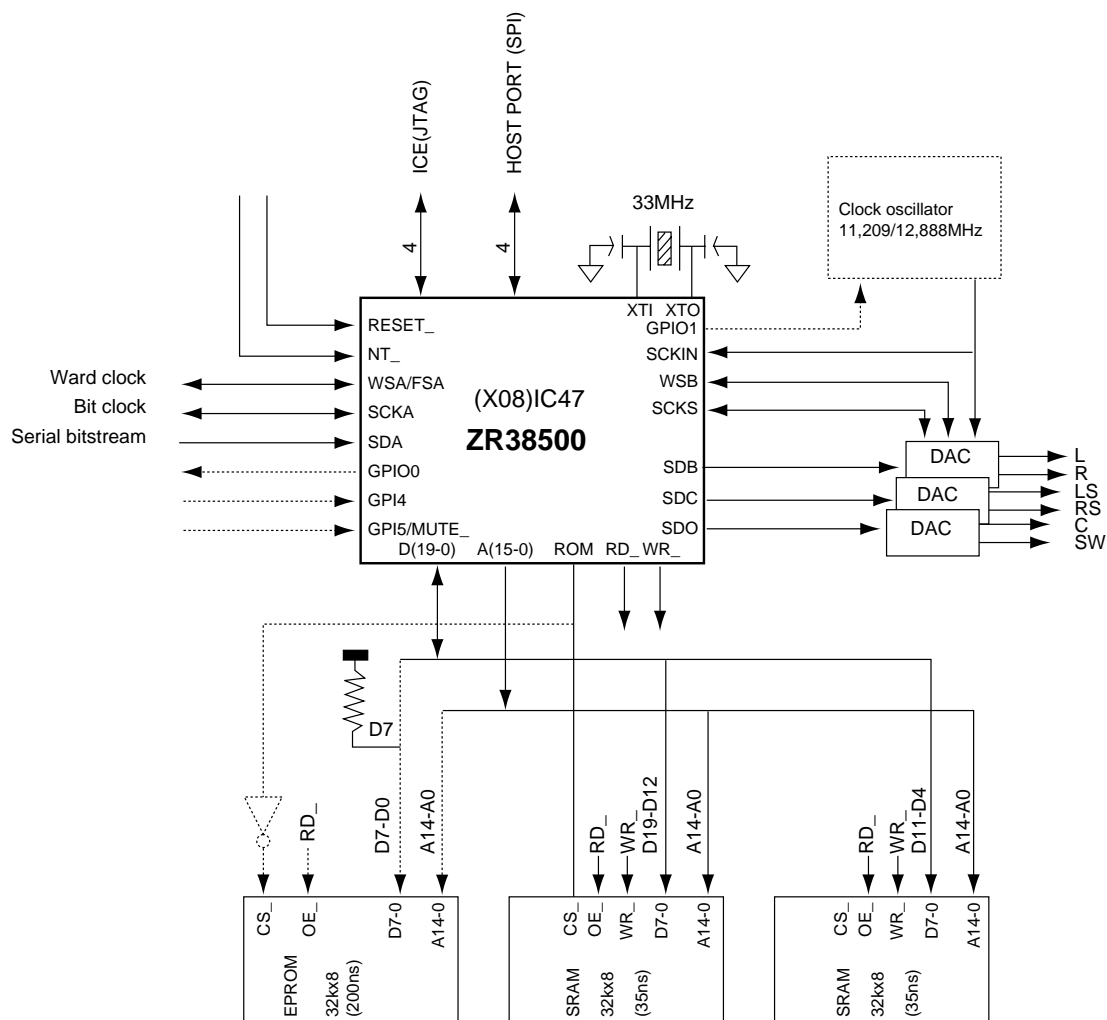 ICE(JTAG)
HOST PORT (SPI)
4
4
33MHz
Clock oscillator
11,209/12,888MHz
XTI XTO
GPIO1
RESET_
SCKIN
NT_
Ward clock
WSA/FSA
WSB
Bit clock
SCKA
SCKS
(X08)IC47
ZR38500
Serial bitstream
SDA
GPIO0
SDB
GPI4
SDC
GPI5/MUTE_
SDO
DAC
DAC
DAC
L
R
LS
RS
C
SW
D(19-0) A(15-0) ROM RD_ WR_
D7
RD_
D7-D0
A14-A0
RD_
WR_
D19-D12
A14-A0
RD_
WR_
D11-D4
A14-A0
CS_
OE_
D7-0
A14-0
EPROM
32kx8
(200ns)
CS_
OE_
WR_
D7-0
A14-0
SRAM
32kx8
(35ns)
CS_
OE_
WR_
D7-0
A14-0
SRAM
32kx8
(35ns)